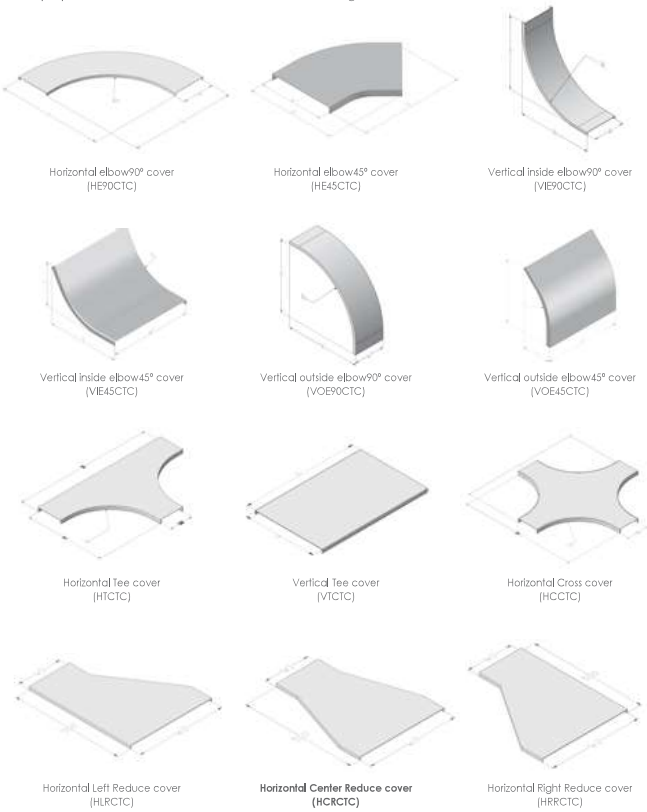 Horizontal elbow90° cover
(HE90CTC)
Horizontal elbow45° cover
(HE45CTC)
Vertical inside elbow90° cover
(VIE90CTC)
Vertical inside elbow45° cover
(VIE45CTC)
Vertical outside elbow90° cover
(VOE90CTC)
Vertical outside elbow45° cover
(VOE45CTC)
Horizontal Tee cover
(HTCTC)
Vertical Tee cover
(VTCTC)
Horizontal Cross cover
(HCCTC)
Horizontal Left Reduce cover
(HLRCTC)
Horizontal Center Reduce cover
(HCRCTC)
Horizontal Right Reduce cover
(HRRCTC)